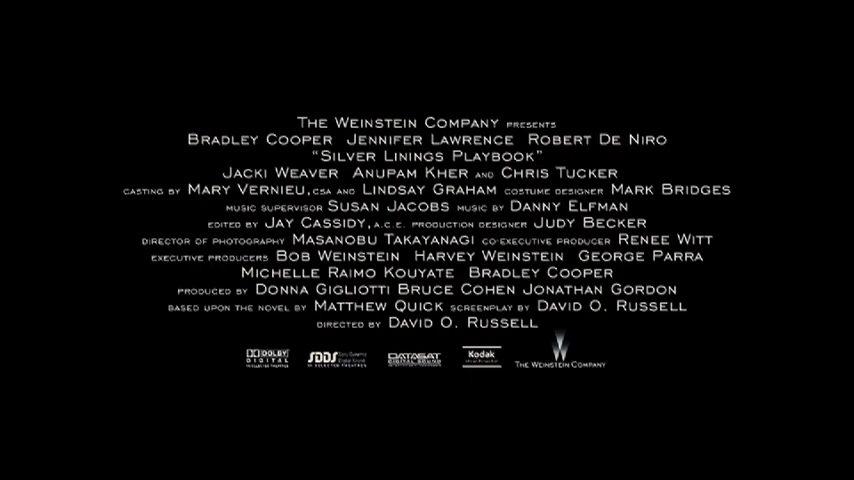 THE WEINSTEIN COMPANY PRESENTS
BRADLEY COOPER JENNIFER LAWRENCE ROBERT DE NIRO
"SILVER LININGS PLAYBOOK"
JACKI WEAVER ANUPAM KHER AND CHRIS TUCKER
CASTING BY MARY VERNIEU, CSA AND LINDSAY GRAHAM COSTUME DESIGNER MARK BRIDGES
MUSIC SUPERVISOR SUSAN JACOBS MUSIC BY DANNY ELFMAN
EDITED BY JAY CASSIDY, A.C.E. PRODUCTION DESIGNER JUDY BECKER
DIRECTOR OF PHOTOGRAPHY MASANOBU TAKAYANAGI CO-EXECUTIVE PRODUCER RENEE WITT
EXECUTIVE PRODUCERS BOB WEINSTEIN HARVEY WEINSTEIN GEORGE PARRA
MICHELLE RAIMO KOUYATE BRADLEY COOPER
PRODUCED BY DONNA GIGLIOTTI BRUCE COHEN JONATHAN GORDON
BASED UPON THE NOVEL BY MATTHEW QUICK SCREENPLAY BY DAVID O. RUSSELL
DIRECTED BY DAVID O. RUSSELL
DOLBY DIGITAL SDDS DATASAT DIGITAL SOUND Kodak THE WEINSTEIN COMPANY